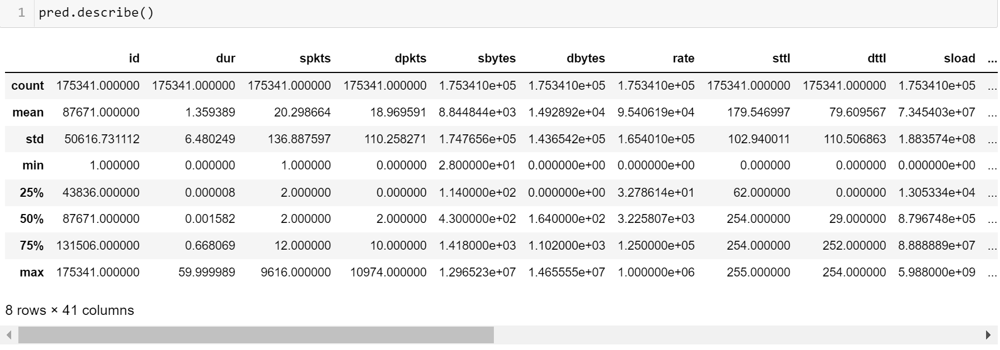 1 pred.describe()
id dur spkts dpkts sbytes dbytes rate sttl dttl sload ...
count 175341.000000 175341.000000 175341.000000 175341.000000 1.753410e+05 1.753410e+05 1.753410e+05 175341.000000 175341.000000 1.753410e+05 ...
mean 87671.000000 1.359389 20.298664 18.969591 8.844844e+03 1.492892e+04 9.540619e+04 179.546997 79.609567 7.345403e+07 ...
std 50616.731112 6.480249 136.887597 110.258271 1.747656e+05 1.436542e+05 1.654010e+05 102.940011 110.506863 1.883574e+08 ...
min 1.000000 0.000000 1.000000 0.000000 2.800000e+01 0.000000e+00 0.000000e+00 0.000000 0.000000 0.000000e+00 ...
25% 43836.000000 0.000008 2.000000 0.000000 1.140000e+02 0.000000e+00 3.278614e+01 62.000000 0.000000 1.305334e+04 ...
50% 87671.000000 0.001582 2.000000 2.000000 4.300000e+02 1.640000e+02 3.225807e+03 254.000000 29.000000 8.796748e+05 ...
75% 131506.000000 0.668069 12.000000 10.000000 1.418000e+03 1.102000e+03 1.250000e+05 254.000000 252.000000 8.888889e+07 ...
max 175341.000000 59.999989 9616.000000 10974.000000 1.296523e+07 1.465555e+07 1.000000e+06 255.000000 254.000000 5.988000e+09 ...
8 rows × 41 columns